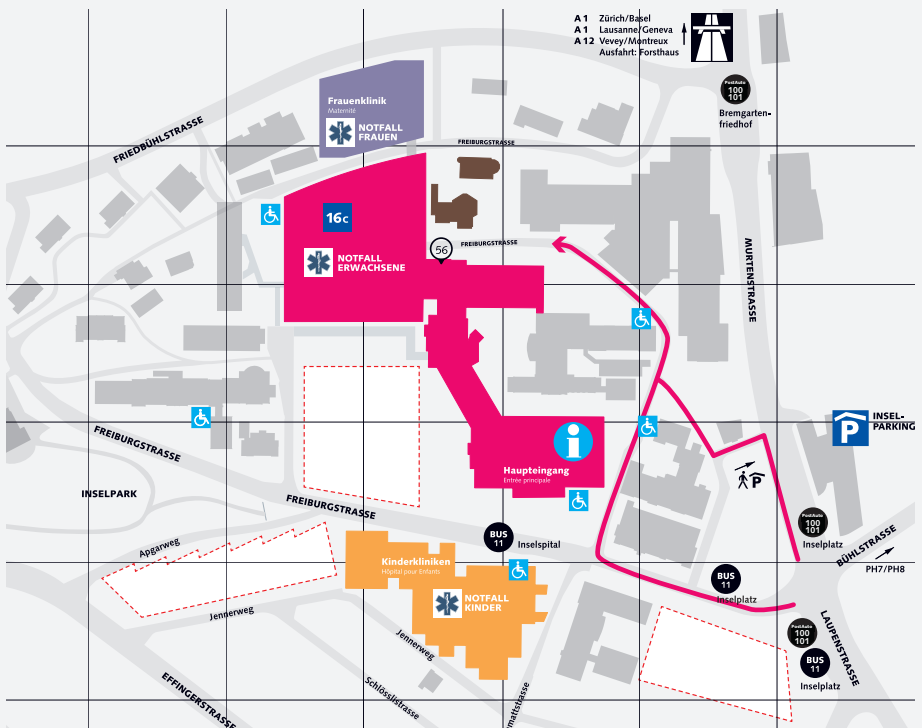 A 1 Zürich/Basel
A 1 Lausanne/Geneva
A 12 Vevey/Montreux
Ausfahrt: Forsthaus
PostAuto
100
101
Bremgarten-
friedhof
Frauenklinik
Maternité
NOTFALL
FRAUEN
FRIEDBÜHLSTRASSE
FREIBURGSTRASSE
16c
NOTFALL
ERWACHSENE
56
FREIBURGSTRASSE
MURTENSTRASSE
P
INSEL-
PARKING
FREIBURGSTRASSE
i
Haupteingang
Entrée principale
P
INSELPARK
FREIBURGSTRASSE
BUS
11
Inselspital
PostAuto
100
101
Inselplatz
BÜHLSTRASSE
PH7/PH8
Apgarweg
Kinderkliniken
Hôpital pour Enfants
NOTFALL
KINDER
BUS
11
Inselplatz
Jennerweg
Jennerweg
PostAuto
100
101
BUS
11
Inselplatz
LAUPENSTRASSE
EFFINGERSTRASSE
Schlösslistrasse
mattstrasse